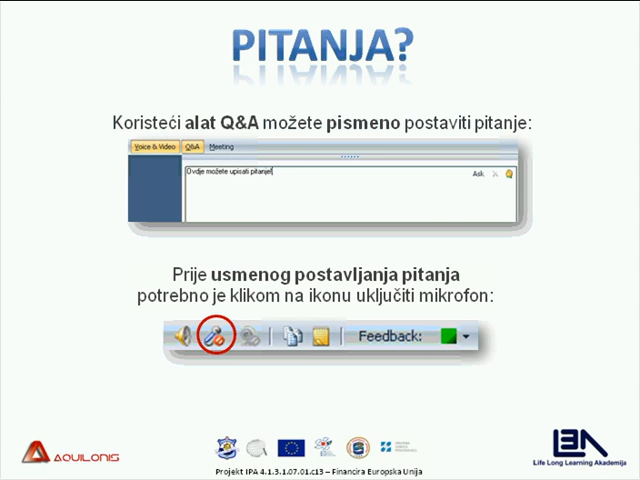 PITANJA?
Koristeći alat Q&A možete pismeno postaviti pitanje:
Voice & Video Q&A Meeting
Ovdje možete upisati pitanje!
Ask
Prije usmenog postavljanja pitanja
potrebno je klikom na ikonu uključiti mikrofon:
Feedback:
AQUILONIS
Life Long Learning Akademija
Projekt IPA 4.1.3.1.07.01.c13 – Financira Europska Unija